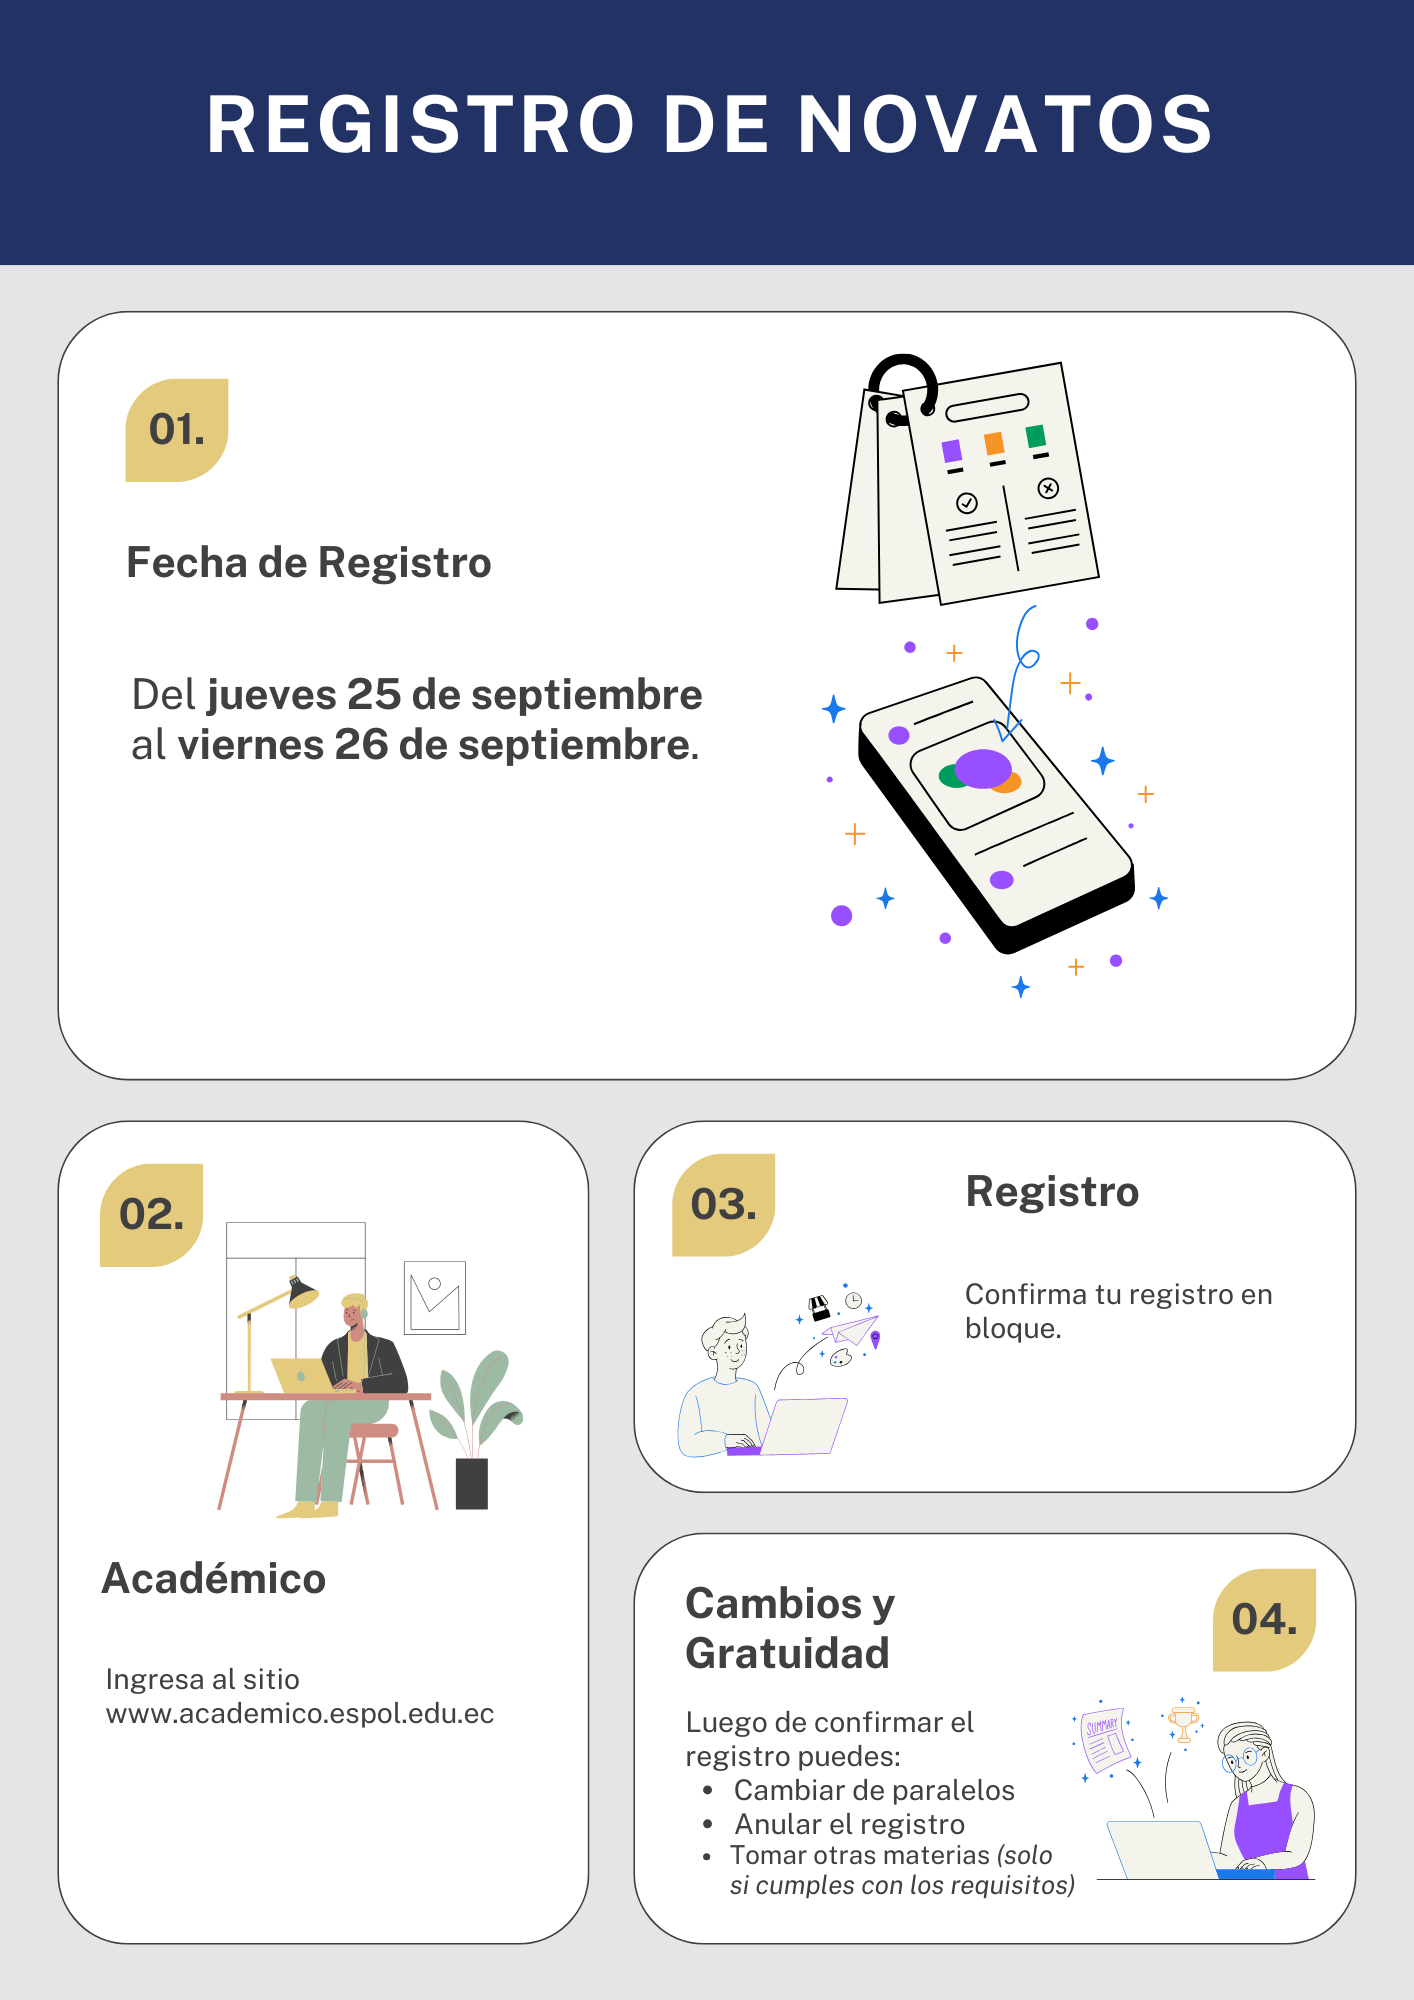 REGISTRO DE NOVATOS
01.
Fecha de Registro
Del jueves 25 de septiembre
al viernes 26 de septiembre.
02.
Académico
Ingresa al sitio
www.academico.espol.edu.ec
03.
Registro
Confirma tu registro en
bloque.
04.
Cambios y
Gratuidad
Luego de confirmar el
registro puedes:
• Cambiar de paralelos
• Anular el registro
• Tomar otras materias (solo
si cumples con los requisitos)
SUMMARY